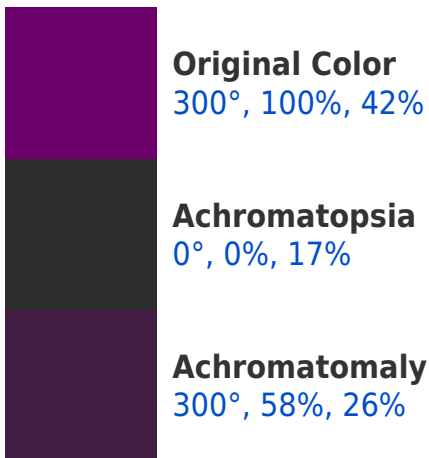 Original Color
300°, 100%, 42%
Achromatopsia
0°, 0%, 17%
Achromatomaly
300°, 58%, 26%